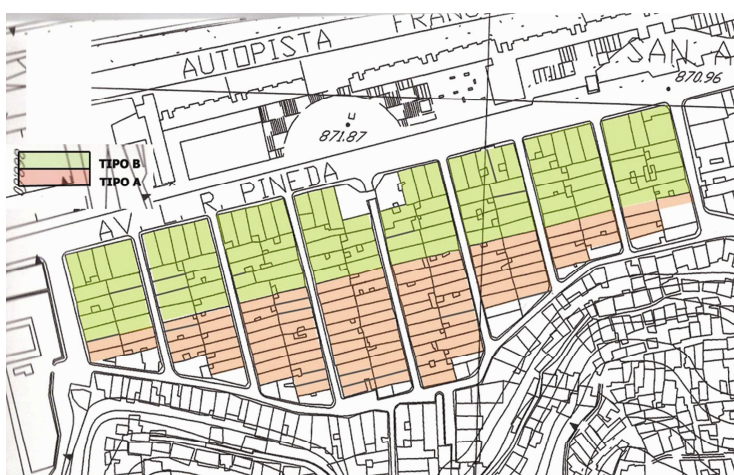 AUTOPISTA FRANC
SAN. A
870.96
871.87
TIPO B
TIPO A
AV. L. R. PINEDA